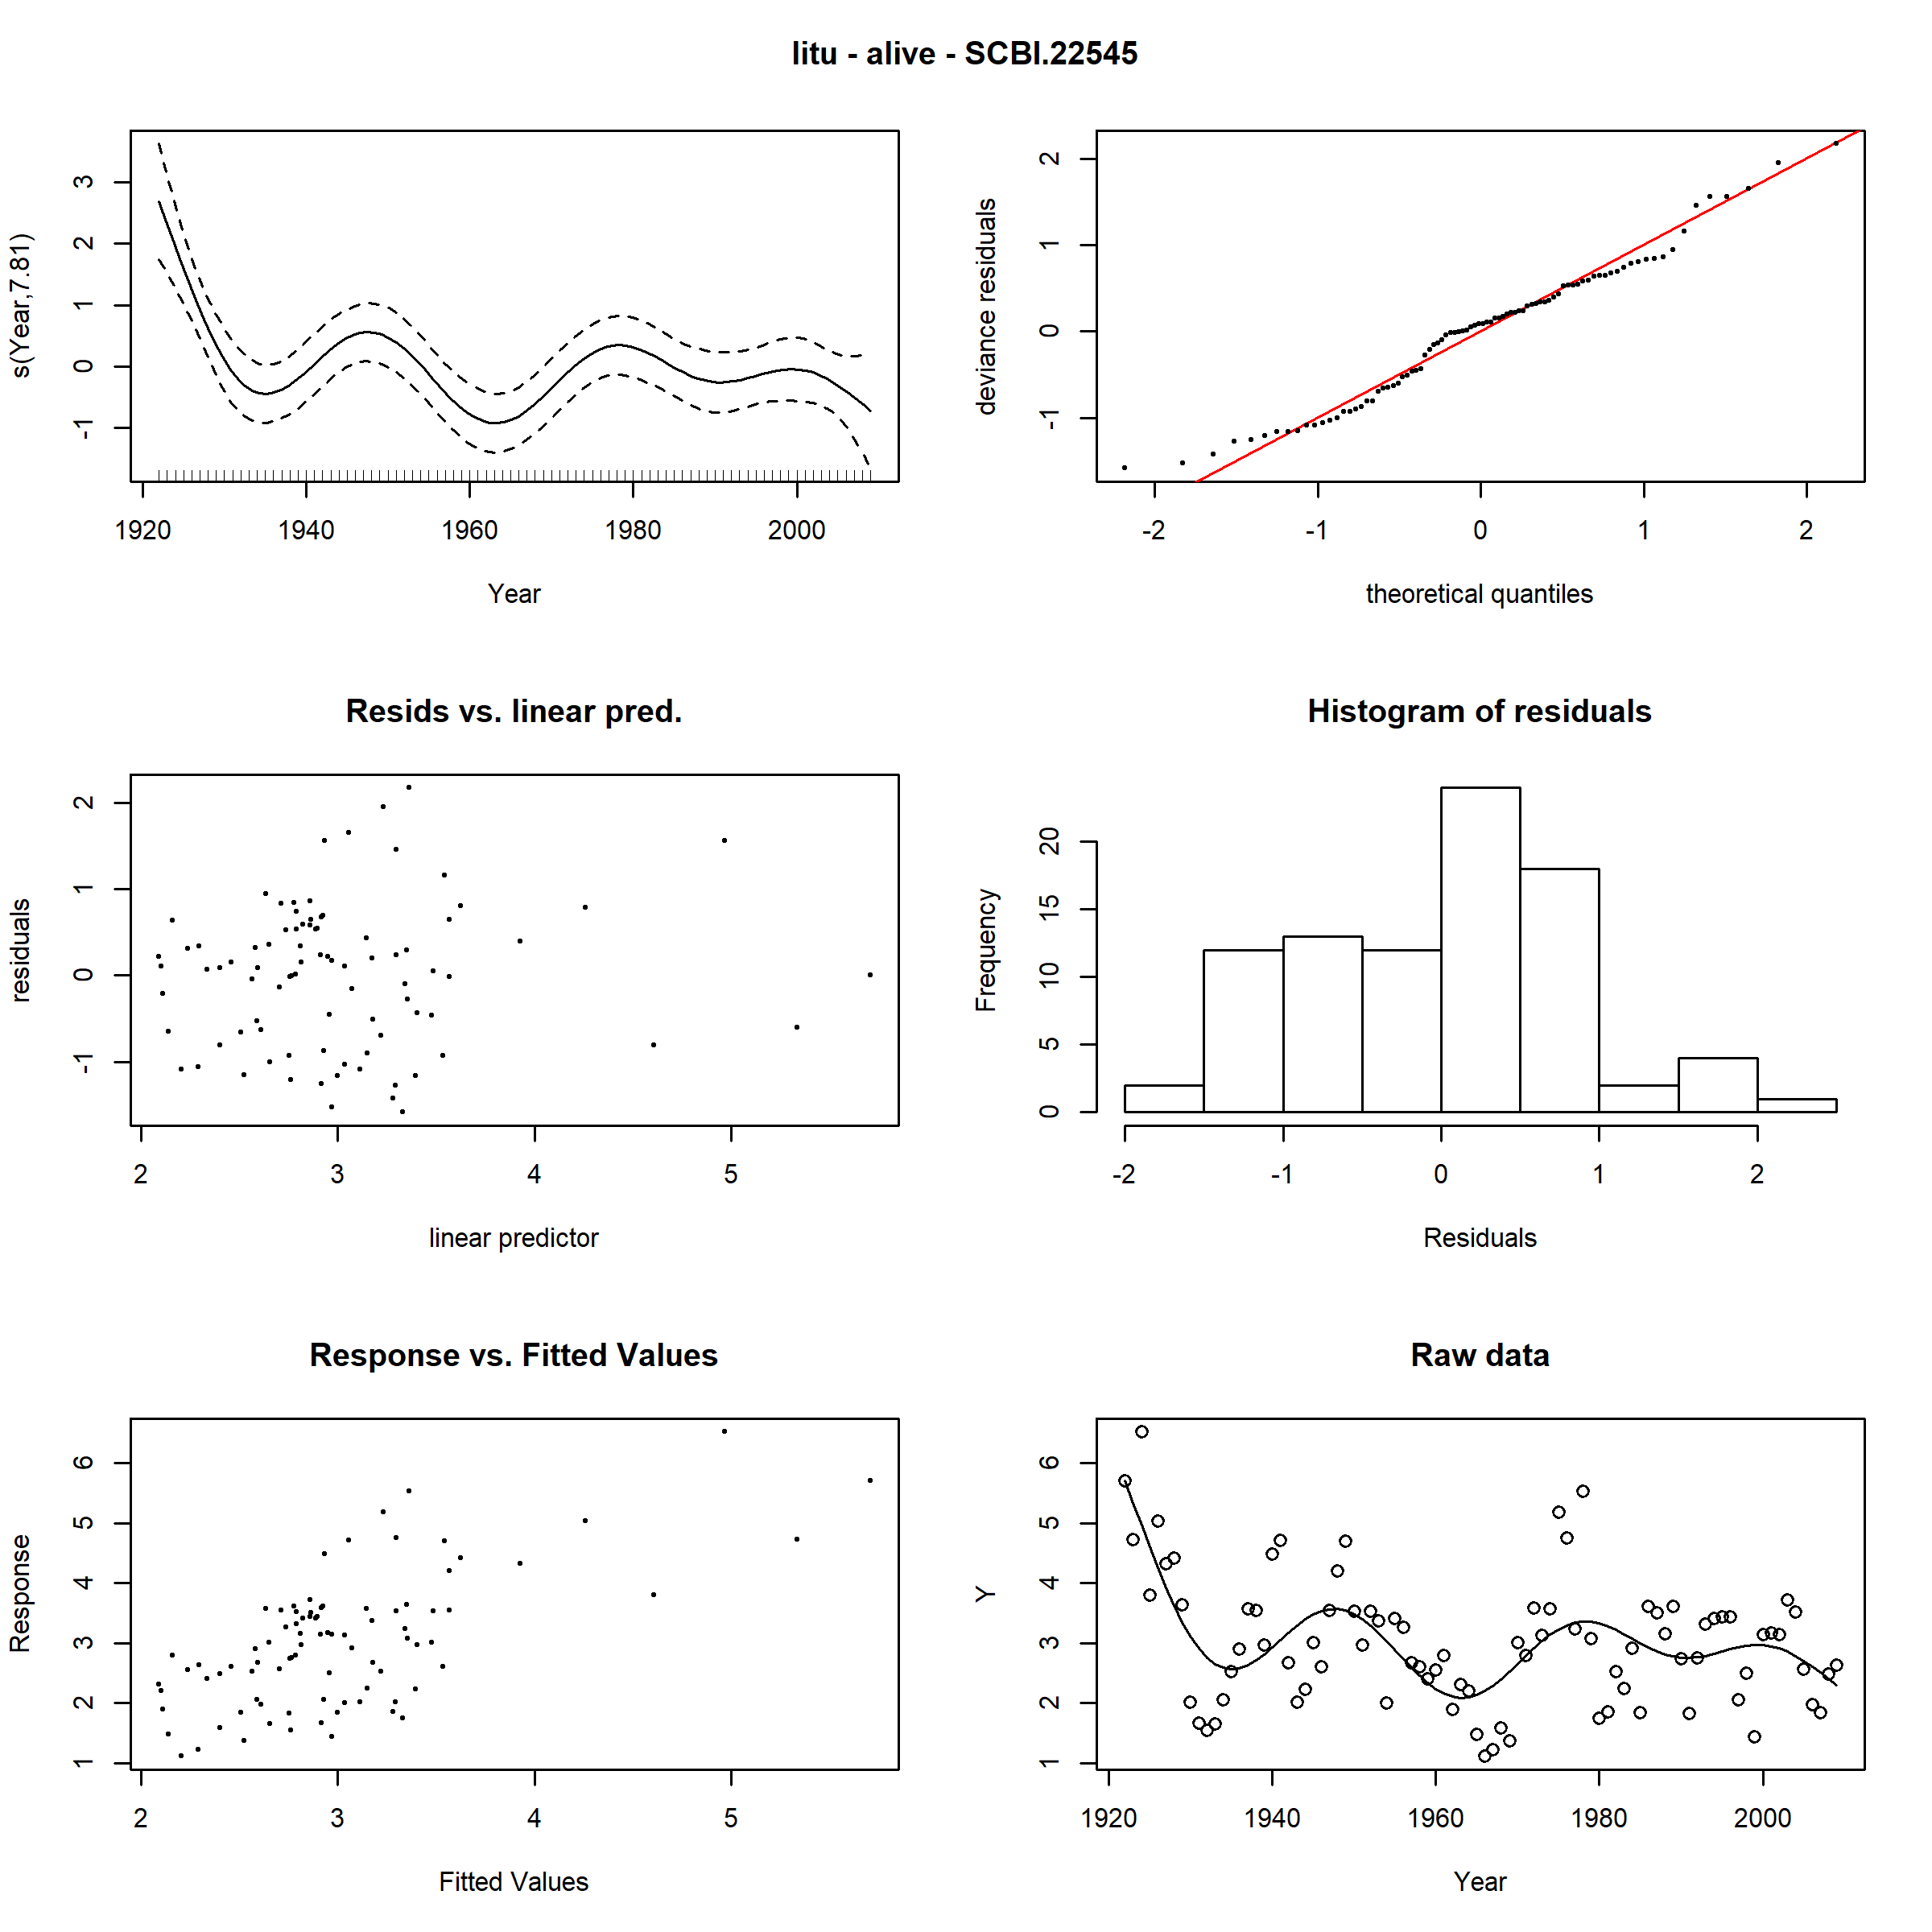 litu - alive - SCBI.22545
s(Year,7.81)
3
2
1
0
-1
1920 1940 1960 1980 2000
Year
deviance residuals
2
1
0
-1
-2 -1 0 1 2
theoretical quantiles
Resids vs. linear pred.
residuals
2
1
0
-1
2 3 4 5
linear predictor
Histogram of residuals
Frequency
20
15
10
5
0
-2 -1 0 1 2
Residuals
Response vs. Fitted Values
Response
6
5
4
3
2
1
2 3 4 5
Fitted Values
Raw data
Y
6
5
4
3
2
1
1920 1940 1960 1980 2000
Year